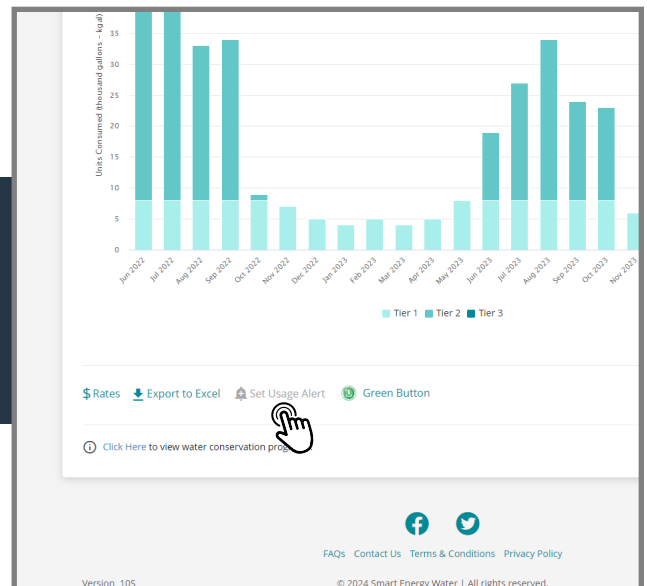 35
30
25
20
15
10
5
0
Units Consumed (thousand gallons - kgal)
Jun 2022 Jul 2022 Aug 2022 Sep 2022 Oct 2022 Nov 2022 Dec 2022 Jan 2023 Feb 2023 Mar 2023 Apr 2023 May 2023 Jun 2023 Jul 2023 Aug 2023 Sep 2023 Oct 2023 Nov 2023
Tier 1 Tier 2 Tier 3
$ Rates Export to Excel Set Usage Alert Green Button
Click Here to view water conservation
FAQs Contact Us Terms & Conditions Privacy Policy
Version 10S
© 2024 Smart Energy Water | All rights reserved.